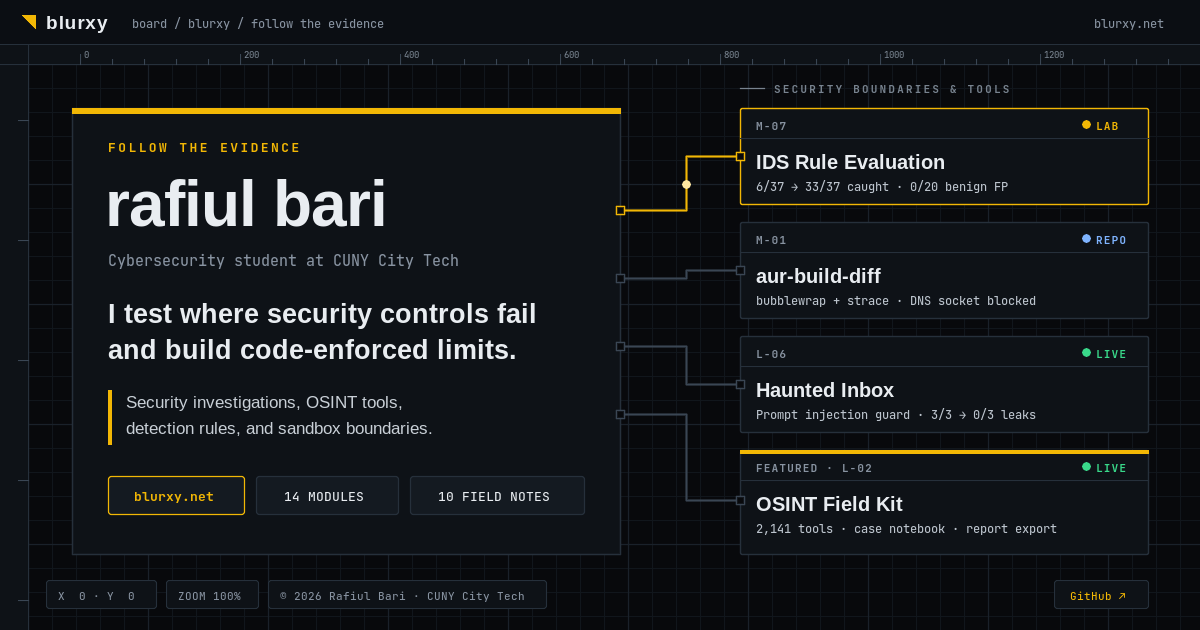 blurxy
board / blurxy / follow the evidence
blurxy.net
0 200 400 600 800 1000 1200
FOLLOW THE EVIDENCE
rafiul bari
Cybersecurity student at CUNY City Tech
I test where security controls fail
and build code-enforced limits.
Security investigations, OSINT tools,
detection rules, and sandbox boundaries.
blurxy.net
14 MODULES
10 FIELD NOTES
SECURITY BOUNDARIES & TOOLS
M-07
LAB
IDS Rule Evaluation
6/37 → 33/37 caught · 0/20 benign FP
M-01
REPO
aur-build-diff
bubblewrap + strace · DNS socket blocked
L-06
LIVE
Haunted Inbox
Prompt injection guard · 3/3 → 0/3 leaks
FEATURED · L-02
LIVE
OSINT Field Kit
2,141 tools · case notebook · report export
X 0 · Y 0
ZOOM 100%
© 2026 Rafiul Bari · CUNY City Tech
GitHub ↗